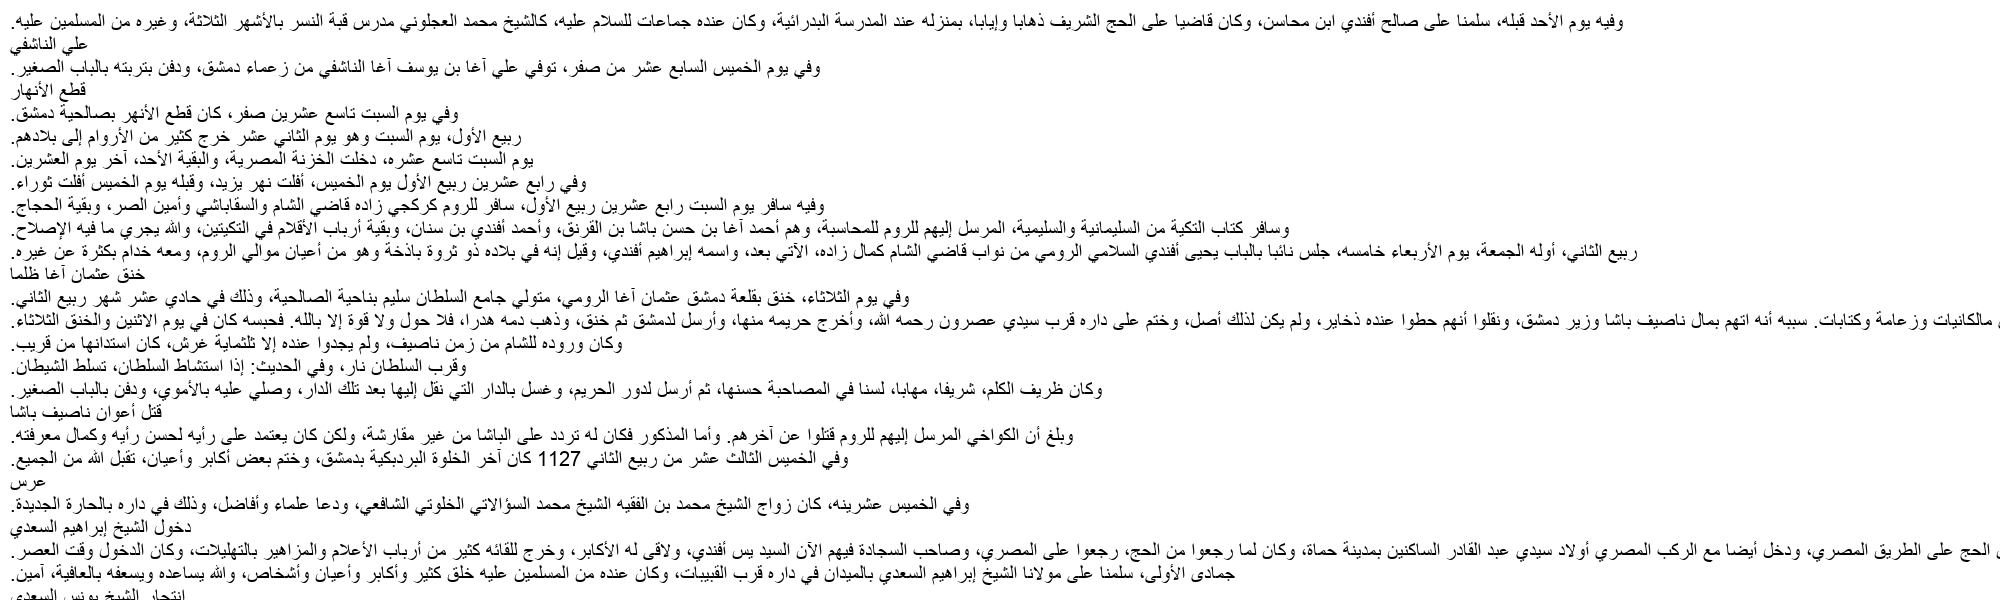 وفيه يوم الأحد قبله، سلمنا على صالح أفندي ابن محاسن، وكان قاضيا على الحج الشريف ذهابا وإيابا، بمنزله عند المدرسة البدرائية، وكان عنده جماعات للسلام عليه، كالشيخ محمد العجلوني مدرس قبة النسر بالأشهر الثلاثة، وغيره من المسلمين عليه.
علي الناشفي
وفي يوم الخميس السابع عشر من صفر، توفي علي آغا بن يوسف آغا الناشفي من زعماء دمشق، ودفن بتربته بالباب الصغير.
قطع الأنهار
وفي يوم السبت تاسع عشرين صفر، كان قطع الأنهر بصالحية دمشق.
ربيع الأول، يوم السبت وهو يوم الثاني عشر خرج كثير من الأروام إلى بلادهم.
يوم السبت تاسع عشره، دخلت الخزنة المصرية، والبقية الأحد، آخر يوم العشرين.
وفي رابع عشرين ربيع الأول يوم الخميس، أفلت نهر يزيد، وقبله يوم الخميس أفلت ثوراء.
وفيه سافر يوم السبت رابع عشرين ربيع الأول، سافر للروم كركجي زاده قاضي الشام والسقاباشي وأمين الصر، وبقية الحجاج.
وسافر كتاب التكية من السليمانية والسليمية، المرسل إليهم للروم للمحاسبة، وهم أحمد آغا بن حسن باشا بن القرنق، وأحمد أفندي بن سنان، وبقية أرباب الأقلام في التكيتين، والله يجري ما فيه الإصلاح.
ربيع الثاني، أوله الجمعة، يوم الأربعاء خامسه، جلس نائبا بالباب يحيى أفندي السلامي الرومي من نواب قاضي الشام كمال زاده، الآتي بعد، واسمه إبراهيم أفندي، وقيل إنه في بلاده ذو ثروة باذخة وهو من أعيان موالي الروم، ومعه خدام بكثرة عن غيره.
خنق عثمان آغا ظلما
وفي يوم الثلاثاء، خنق بقلعة دمشق عثمان آغا الرومي، متولي جامع السلطان سليم بناحية الصالحية، وذلك في حادي عشر شهر ربيع الثاني.
مالكانيات وزعامة وكتابات. سببه أنه اتهم بمال ناصيف باشا وزير دمشق، ونقلوا أنهم حطوا عنده ذخاير، ولم يكن لذلك أصل، وختم على داره قرب سيدي عصرون رحمه الله، وأخرج حريمه منها، وأرسل لدمشق ثم خنق، وذهب دمه هدرا، فلا حول ولا قوة إلا بالله. فحبسه كان في يوم الاثنين والخنق الثلاثاء.
وكان وروده للشام من زمن ناصيف، ولم يجدوا عنده إلا ثلثماية غرش، كان استدانها من قريب.
وقرب السلطان نار، وفي الحديث: إذا استشاط السلطان، تسلط الشيطان.
وكان ظريف الكلم، شريفا، مهابا، لسنا في المصاحبة حسنها، ثم أرسل لدور الحريم، وغسل بالدار التي نقل إليها بعد تلك الدار، وصلي عليه بالأموي، ودفن بالباب الصغير.
قتل أعوان ناصيف باشا
وبلغ أن الكواخي المرسل إليهم للروم قتلوا عن آخرهم. وأما المذكور فكان له تردد على الباشا من غير مقارشة، ولكن كان يعتمد على رأيه لحسن رأيه وكمال معرفته.
وفي الخميس الثالث عشر من ربيع الثاني 1127 كان آخر الخلوة البردبكية بدمشق، وختم بعض أكابر وأعيان، تقبل الله من الجميع.
عرس
وفي الخميس عشرينه، كان زواج الشيخ محمد بن الفقيه الشيخ محمد السؤالاتي الخلوتي الشافعي، ودعا علماء وأفاضل، وذلك في داره بالحارة الجديدة.
دخول الشيخ إبراهيم السعدي
الحج على الطريق المصري، ودخل أيضا مع الركب المصري أولاد سيدي عبد القادر الساكنين بمدينة حماة، وكان لما رجعوا من الحج، رجعوا على المصري، وصاحب السجادة فيهم الآن السيد يس أفندي، ولاقى له الأكابر، وخرج للقائه كثير من أرباب الأعلام والمزاهير بالتهليلات، وكان الدخول وقت العصر.
جمادى الأولى، سلمنا على مولانا الشيخ إبراهيم السعدي بالميدان في داره قرب القبيبات، وكان عنده من المسلمين عليه خلق كثير وأكابر وأعيان وأشخاص، والله يساعده ويسعفه بالعافية، آمين.
انتحار الشيخ يونس السعدي